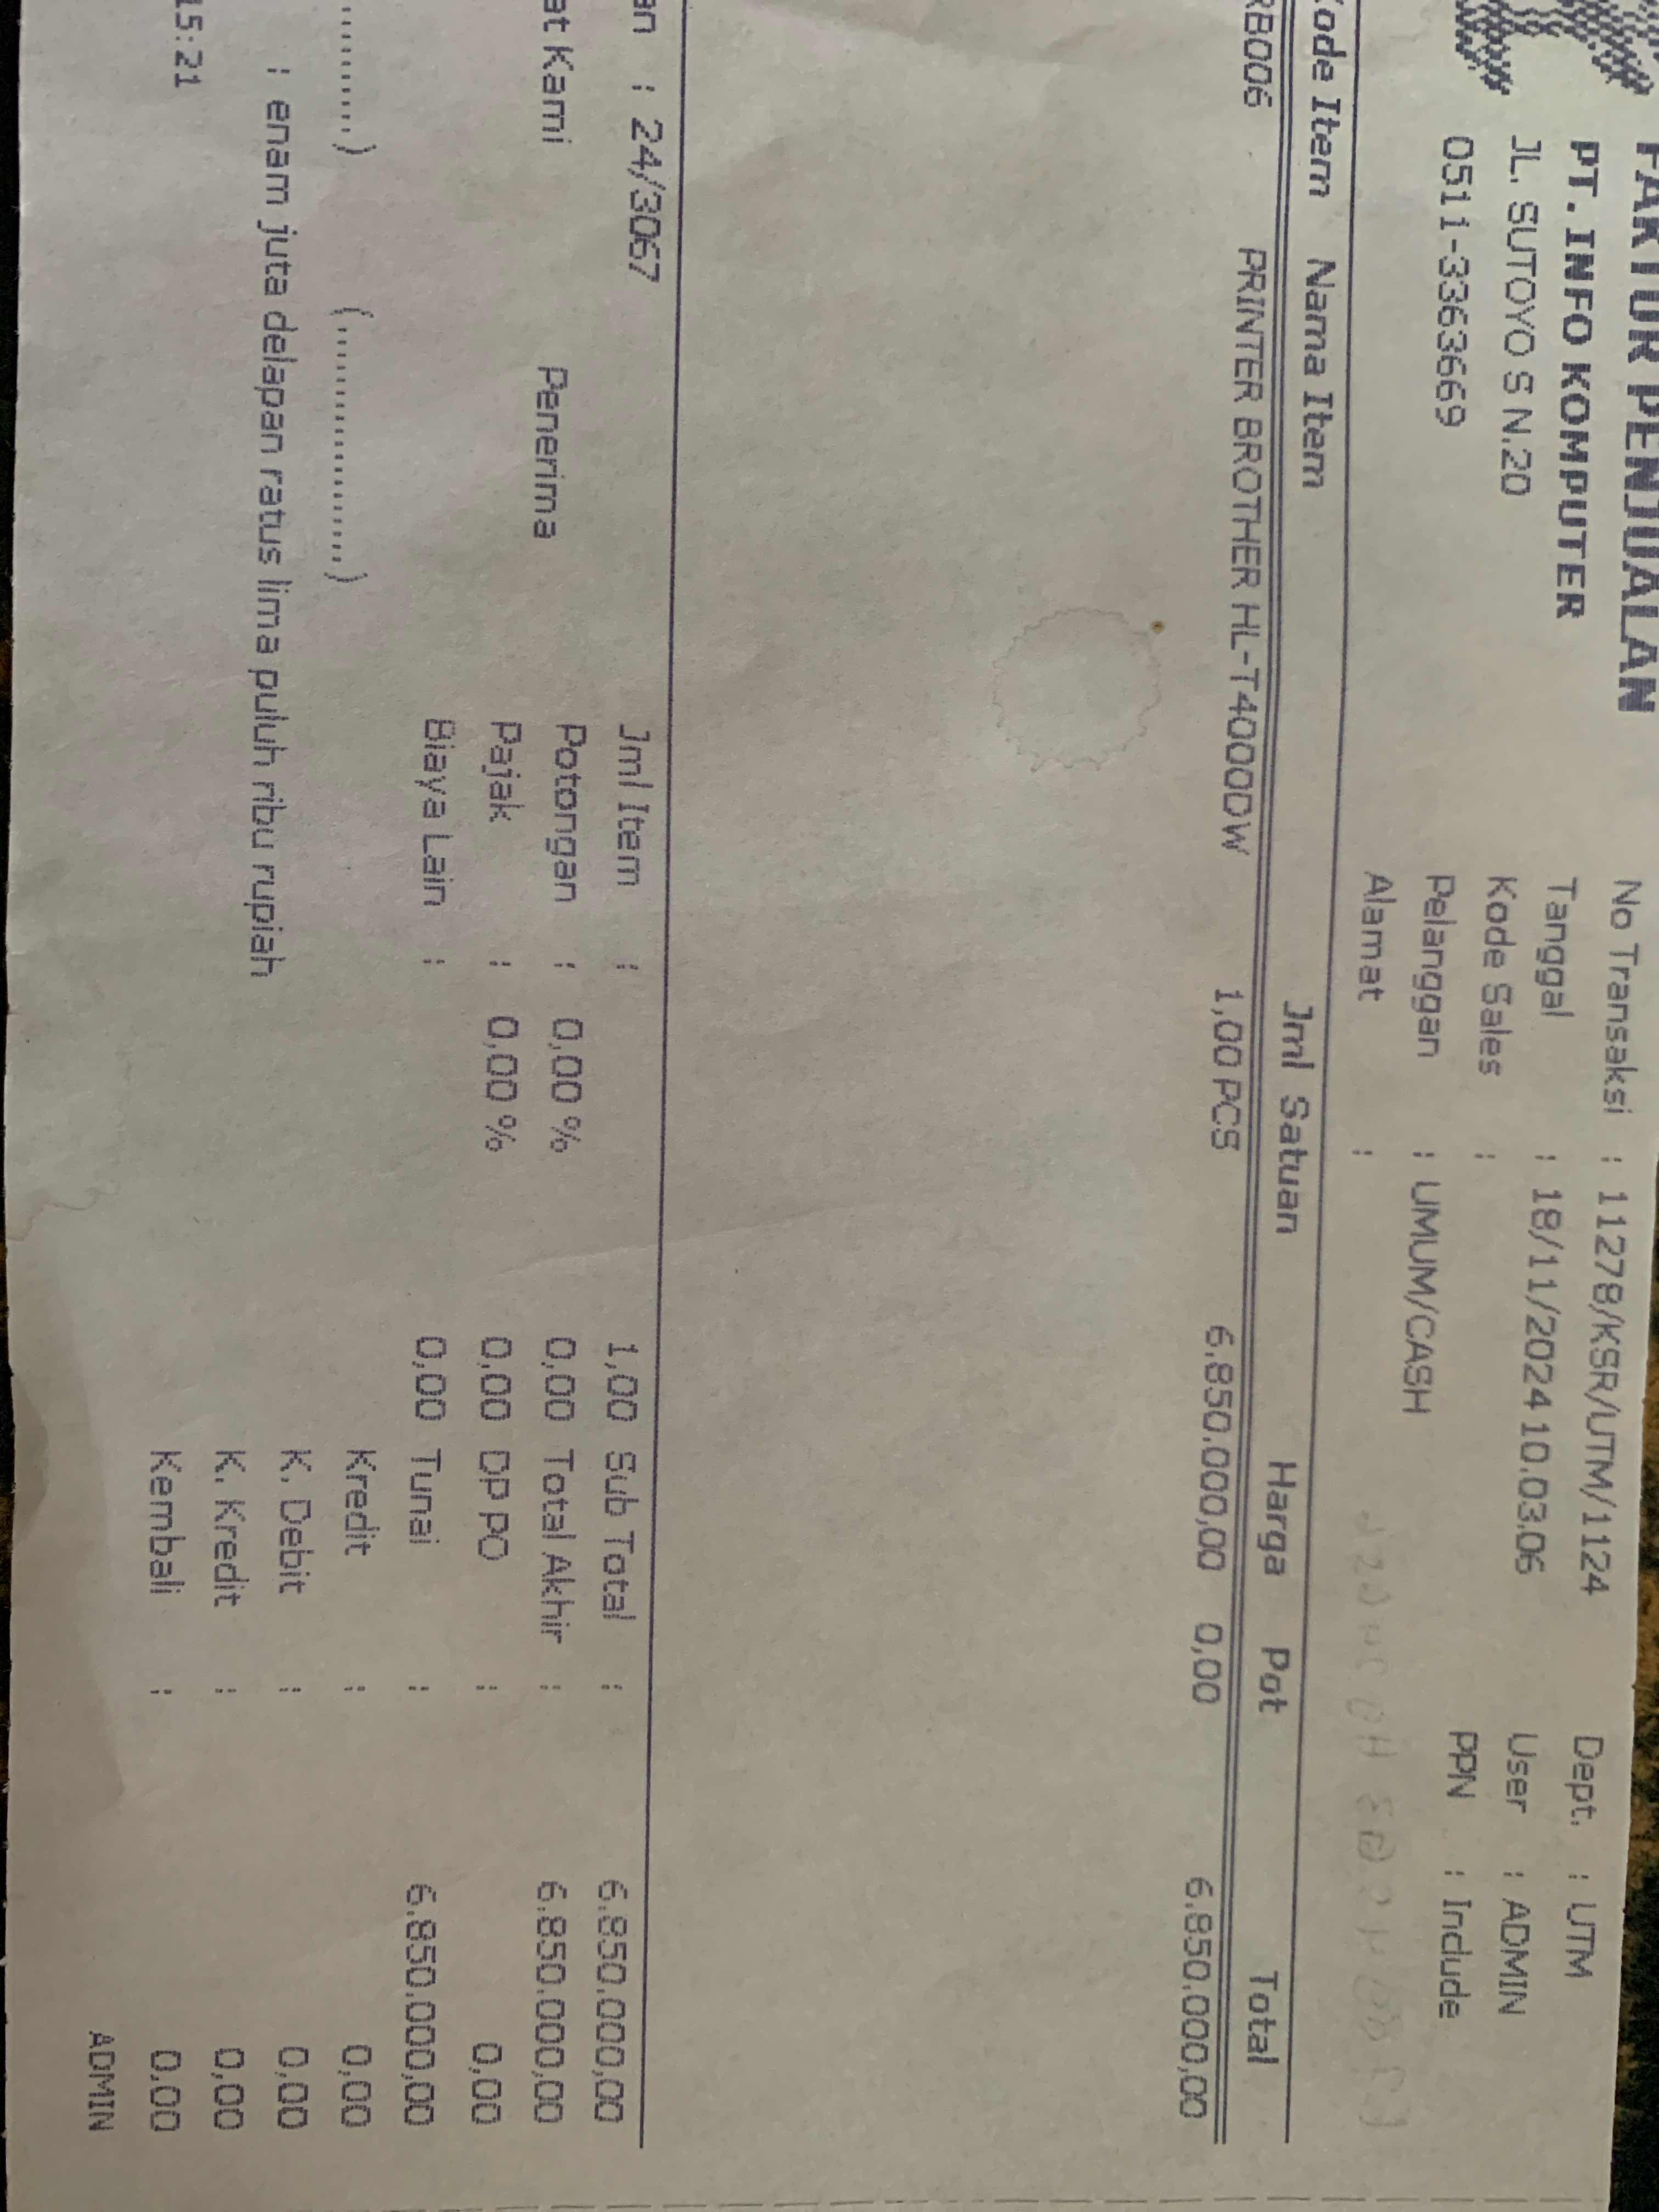 FAKTUR PENJUALAN
PT. INFO KOMPUTER
JL. SUTOYO S N.20
0511-3363669
No Transaksi : 11278/KSR/UTM/1124
Tanggal : 18/11/2024 10.03.06
Kode Sales :
Pelanggan : UMUM/CASH
Alamat :
Dept. : UTM
User : ADMIN
PPN : Include
Kode Item Nama Item Jml Satuan Harga Pot Total
RB006 PRINTER BROTHER HL-T4000DW 1,00 PCS 6.850.000,00 0,00 6.850.000,00
an : 24/3067
at Kami Penerima
(................)
Jml Item : 1,00 Sub Total : 6.850.000,00
Potongan : 0,00 % 0,00 Total Akhir : 6.850.000,00
Pajak : 0,00 % 0,00 DP PO : 0,00
Biaya Lain : 0,00 Tunai : 6.850.000,00
Kredit : 0,00
K. Debit : 0,00
K. Kredit : 0,00
Kembali : 0,00
: enam juta delapan ratus lima puluh ribu rupiah
15:21
ADMIN